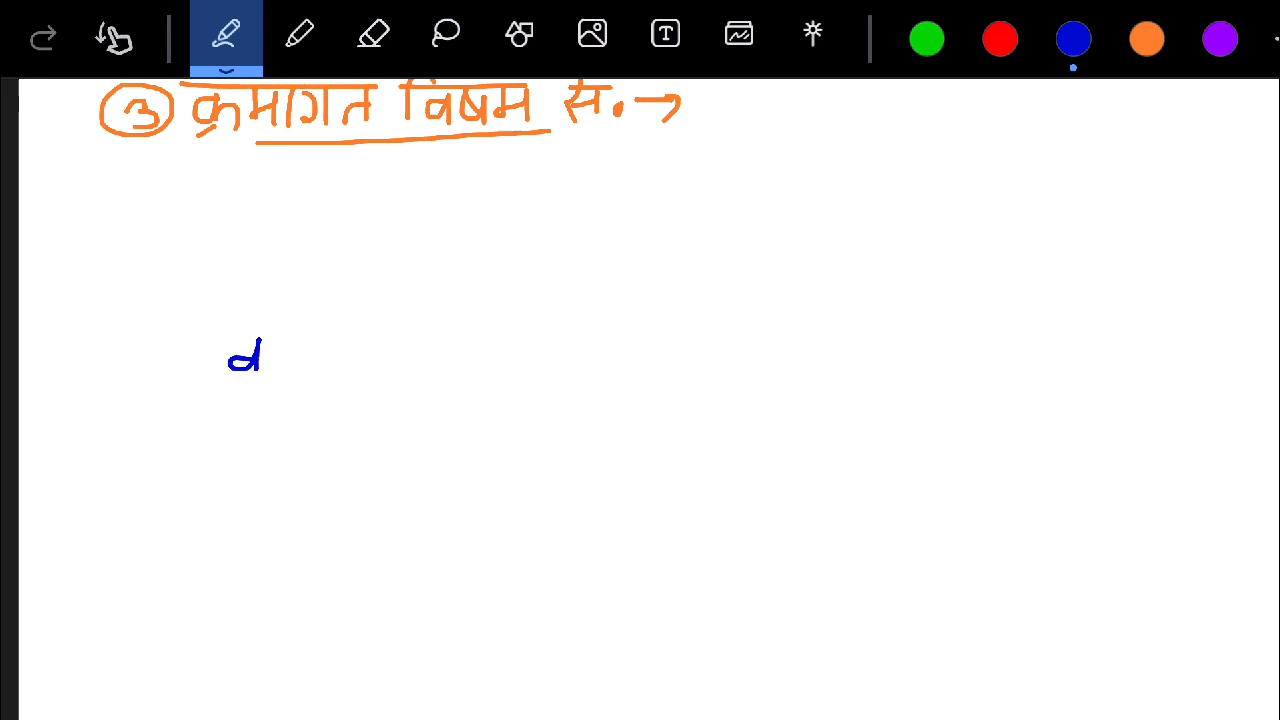 ③ क्रमागत विषम सं. →
d